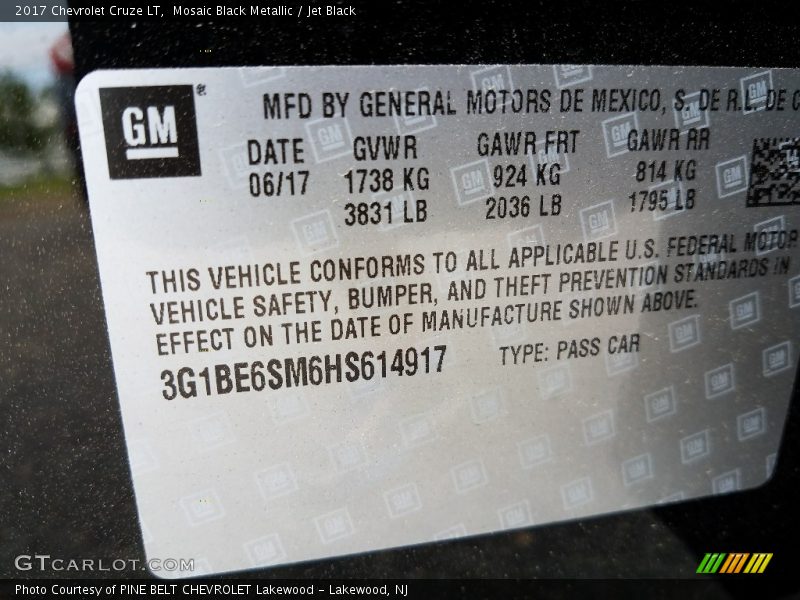 2017 Chevrolet Cruze LT, Mosaic Black Metallic / Jet Black
GM®
MFD BY GENERAL MOTORS DE MEXICO, S. DE R.L. DE C
DATE GVWR GAWR FRT GAWR RR
06/17 1738 KG 924 KG 814 KG
3831 LB 2036 LB 1795 LB
THIS VEHICLE CONFORMS TO ALL APPLICABLE U.S. FEDERAL MOTOR
VEHICLE SAFETY, BUMPER, AND THEFT PREVENTION STANDARDS IN
EFFECT ON THE DATE OF MANUFACTURE SHOWN ABOVE.
3G1BE6SM6HS614917 TYPE: PASS CAR
GTCARLOT.COM
Photo Courtesy of PINE BELT CHEVROLET Lakewood - Lakewood, NJ